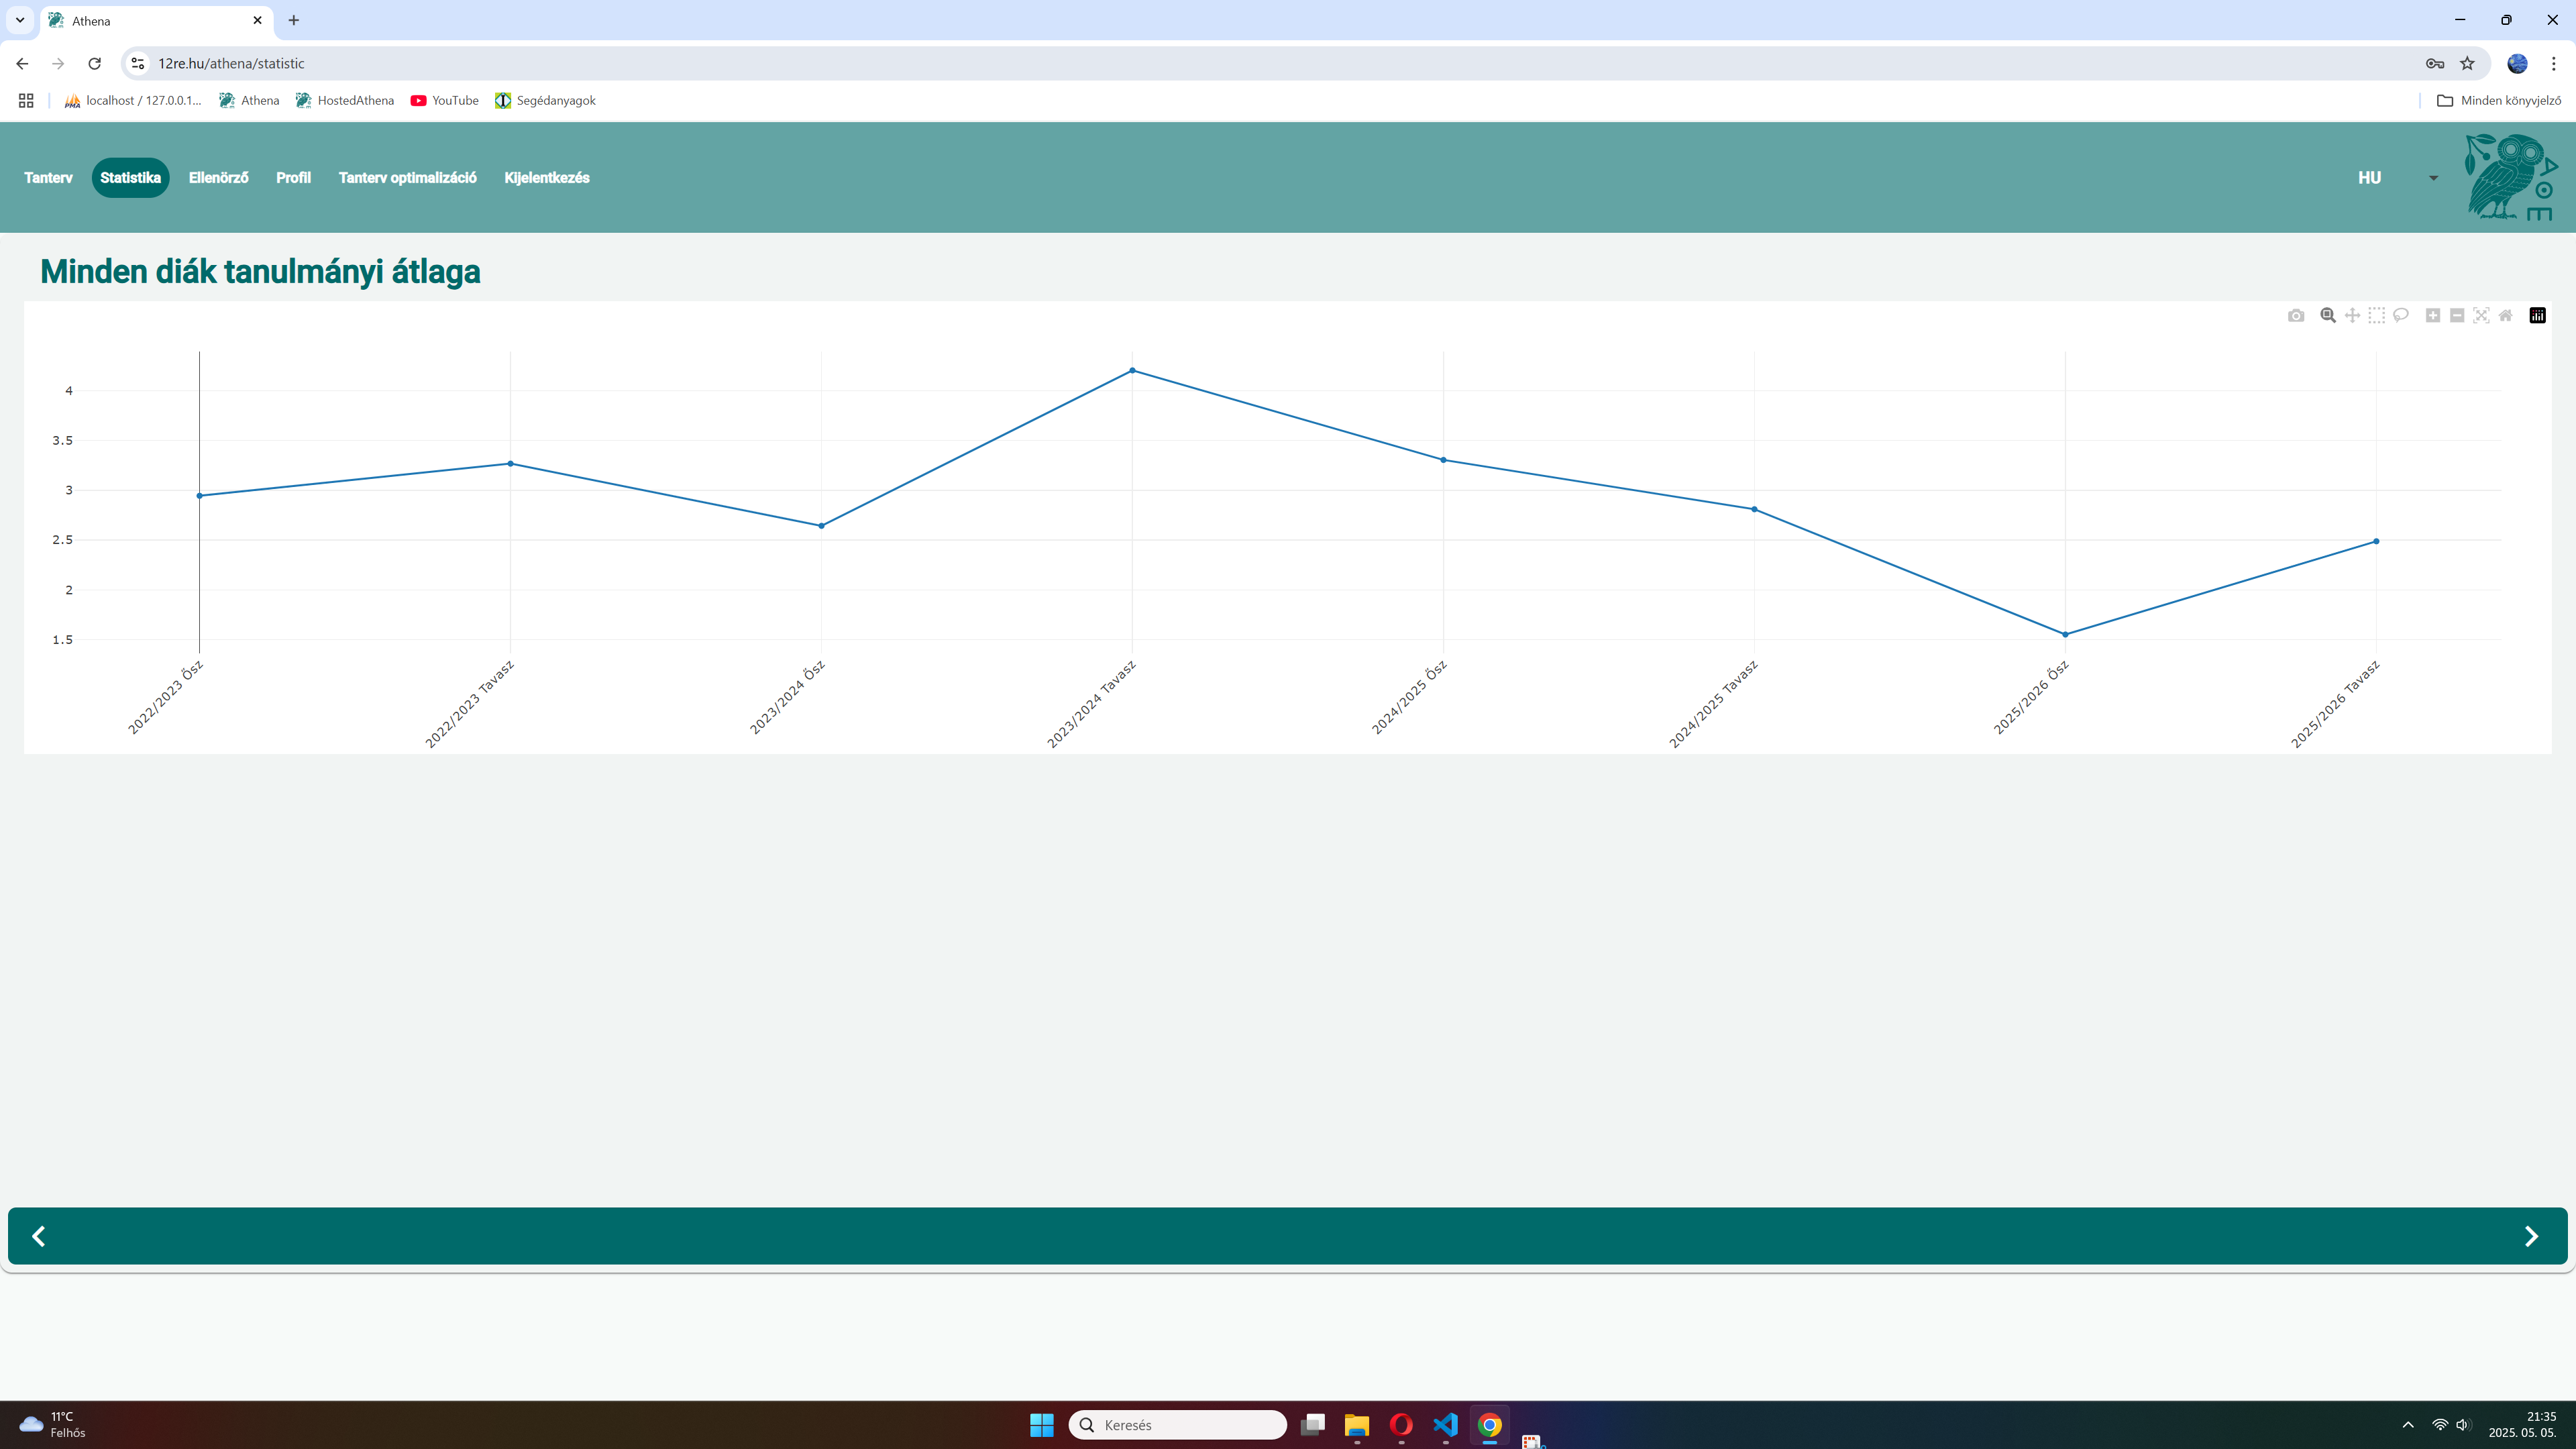 Athena
12re.hu/athena/statistic
localhost / 127.0.0.1... Athena HostedAthena YouTube Segédanyagok Minden könyvjelző
Tanterv Statistika Ellenörző Profil Tanterv optimalizáció Kijelentkezés HU
AOE
Minden diák tanulmányi átlaga
4
3.5
3
2.5
2
1.5
2022/2023 Ősz
2022/2023 Tavasz
2023/2024 Ősz
2023/2024 Tavasz
2024/2025 Ősz
2024/2025 Tavasz
2025/2026 Ősz
2025/2026 Tavasz
11°C
Felhős
Keresés
21:35
2025. 05. 05.